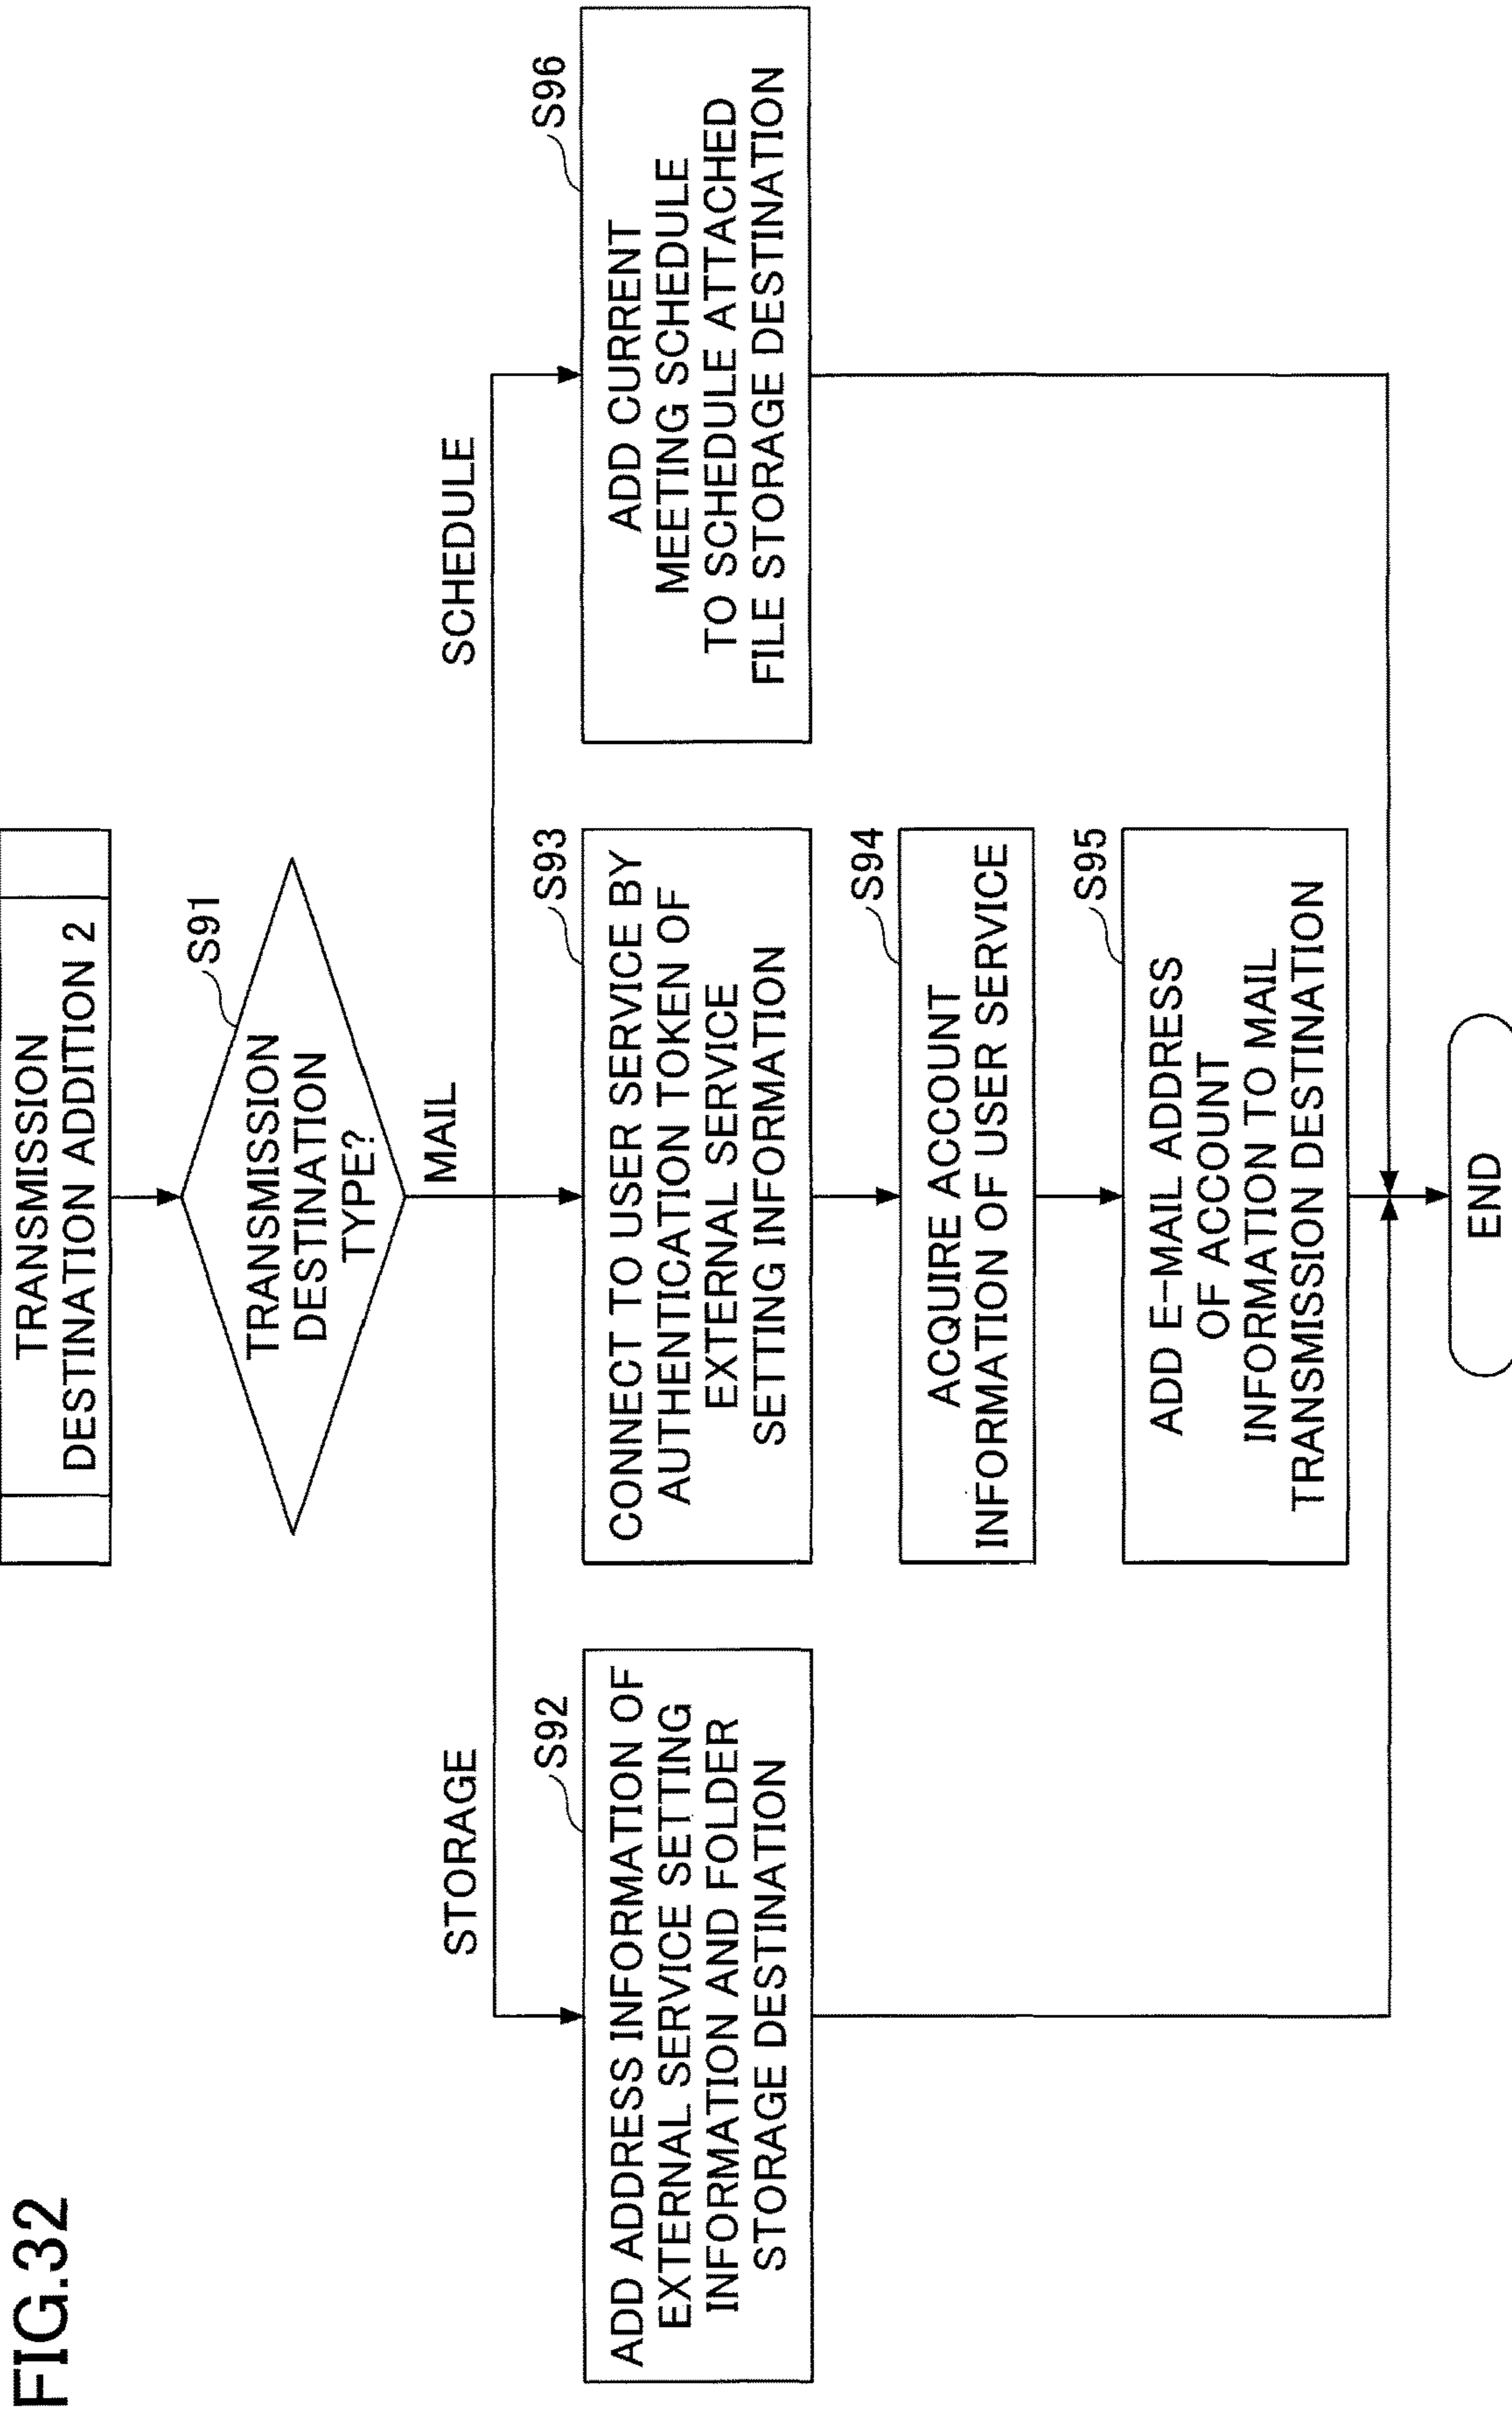 FIG.32
TRANSMISSION
DESTINATION ADDITION 2
S91
TRANSMISSION
DESTINATION
TYPE?
STORAGE
MAIL
SCHEDULE
S92
ADD ADDRESS INFORMATION OF
EXTERNAL SERVICE SETTING
INFORMATION AND FOLDER
STORAGE DESTINATION
S93
CONNECT TO USER SERVICE BY
AUTHENTICATION TOKEN OF
EXTERNAL SERVICE
SETTING INFORMATION
S94
ACQUIRE ACCOUNT
INFORMATION OF USER SERVICE
S95
ADD E-MAIL ADDRESS
OF ACCOUNT
INFORMATION TO MAIL
TRANSMISSION DESTINATION
S96
ADD CURRENT
MEETING SCHEDULE
TO SCHEDULE ATTACHED
FILE STORAGE DESTINATION
END